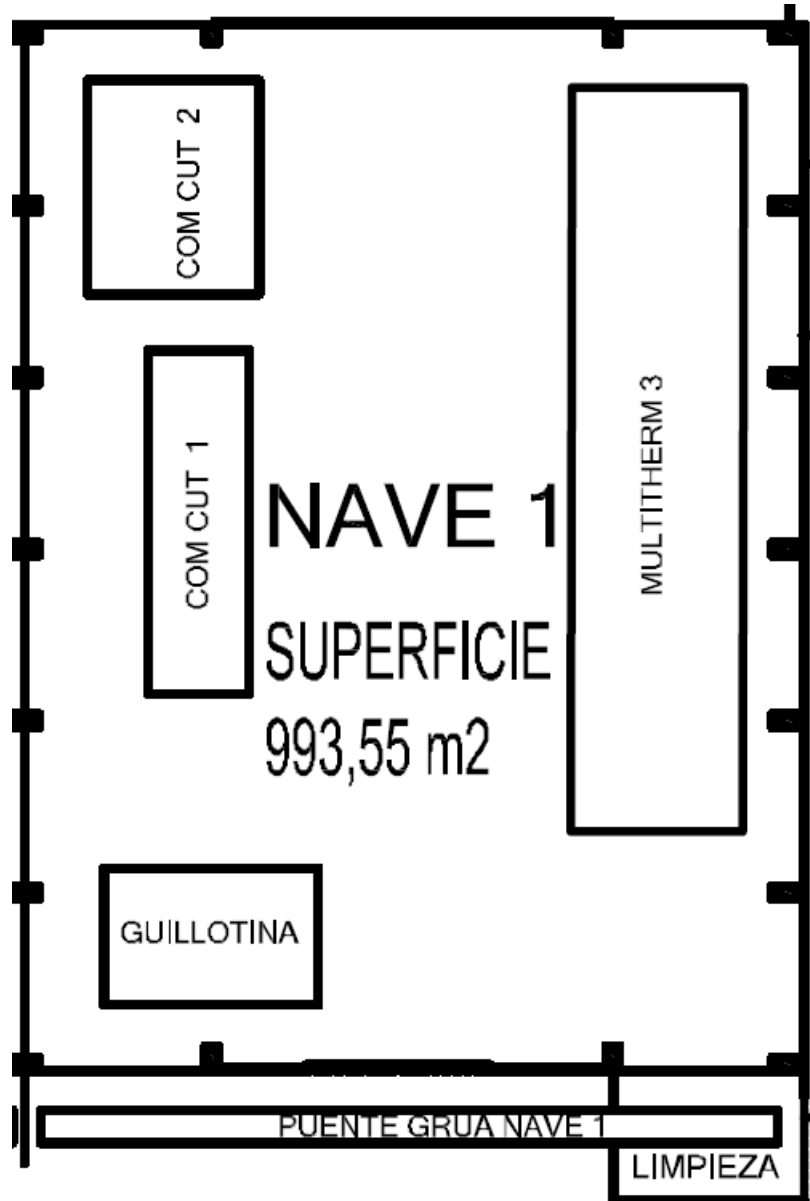 COM CUT 2
COM CUT 1
MULTITHERM 3
NAVE 1
SUPERFICIE
993,55 m2
GUILLOTINA
PUENTE GRUA NAVE 1
LIMPIEZA